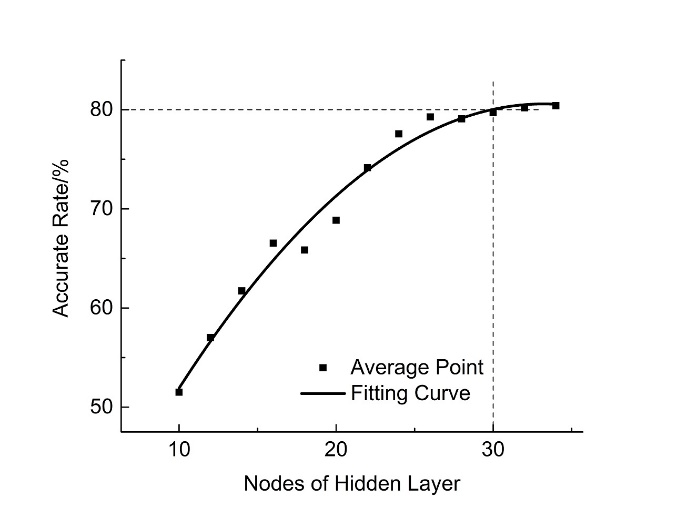 80
70
60
50
Accurate Rate/%
Average Point
Fitting Curve
10 20 30
Nodes of Hidden Layer